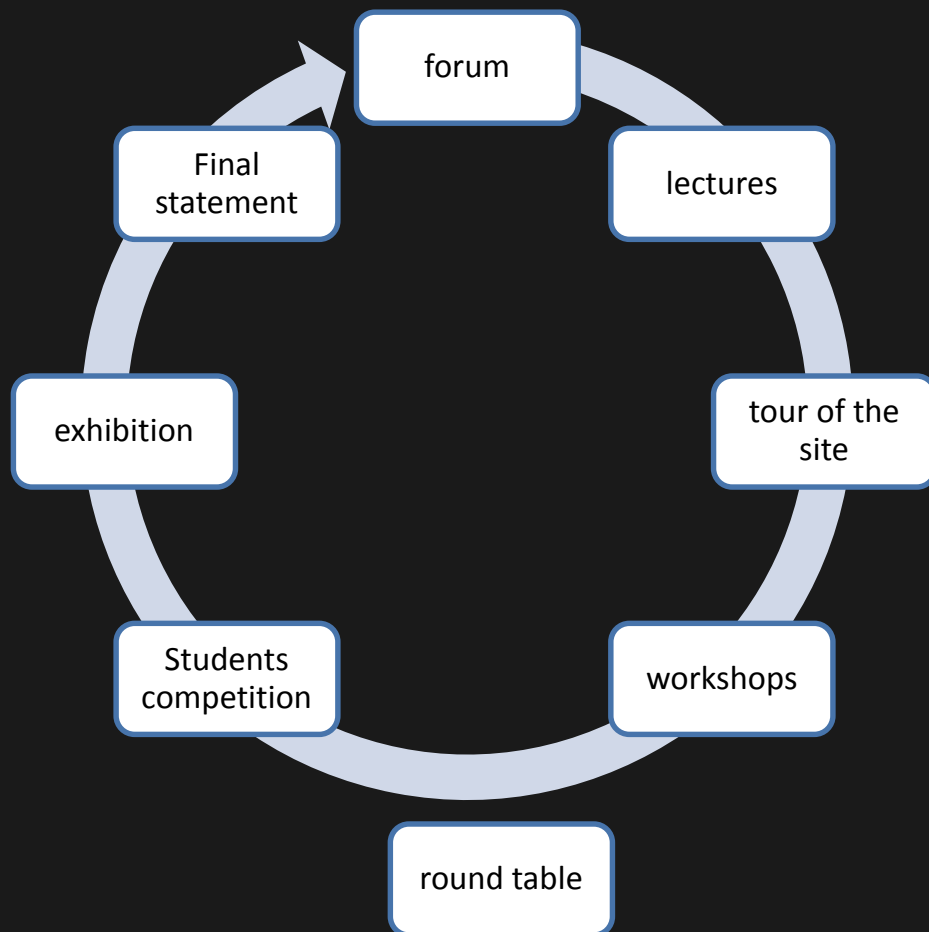 forum
lectures
tour of the
site
workshops
round table
Students
competition
exhibition
Final
statement